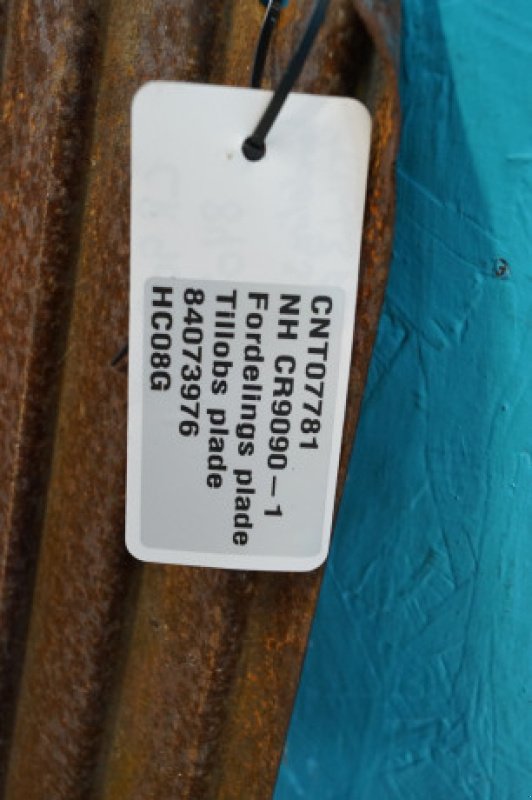 CNT07781
NH CR9090 – 1
Fordelings plade
Tillobs plade
84073976
HC08G